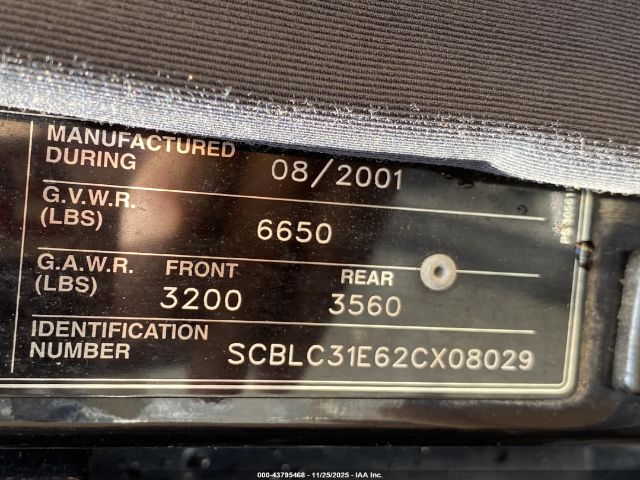 MANUFACTURED
DURING 08/2001
G.V.W.R.
(LBS) 6650
G.A.W.R. FRONT REAR
(LBS) 3200 3560
IDENTIFICATION
NUMBER SCBLC31E62CX08029
000-43795468 - 11/25/2025 - IAA Inc.